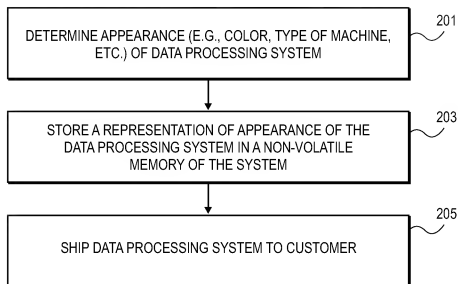 201
DETERMINE APPEARANCE (E.G., COLOR, TYPE OF MACHINE,
ETC.) OF DATA PROCESSING SYSTEM
203
STORE A REPRESENTATION OF APPEARANCE OF THE
DATA PROCESSING SYSTEM IN A NON-VOLATILE
MEMORY OF THE SYSTEM
205
SHIP DATA PROCESSING SYSTEM TO CUSTOMER